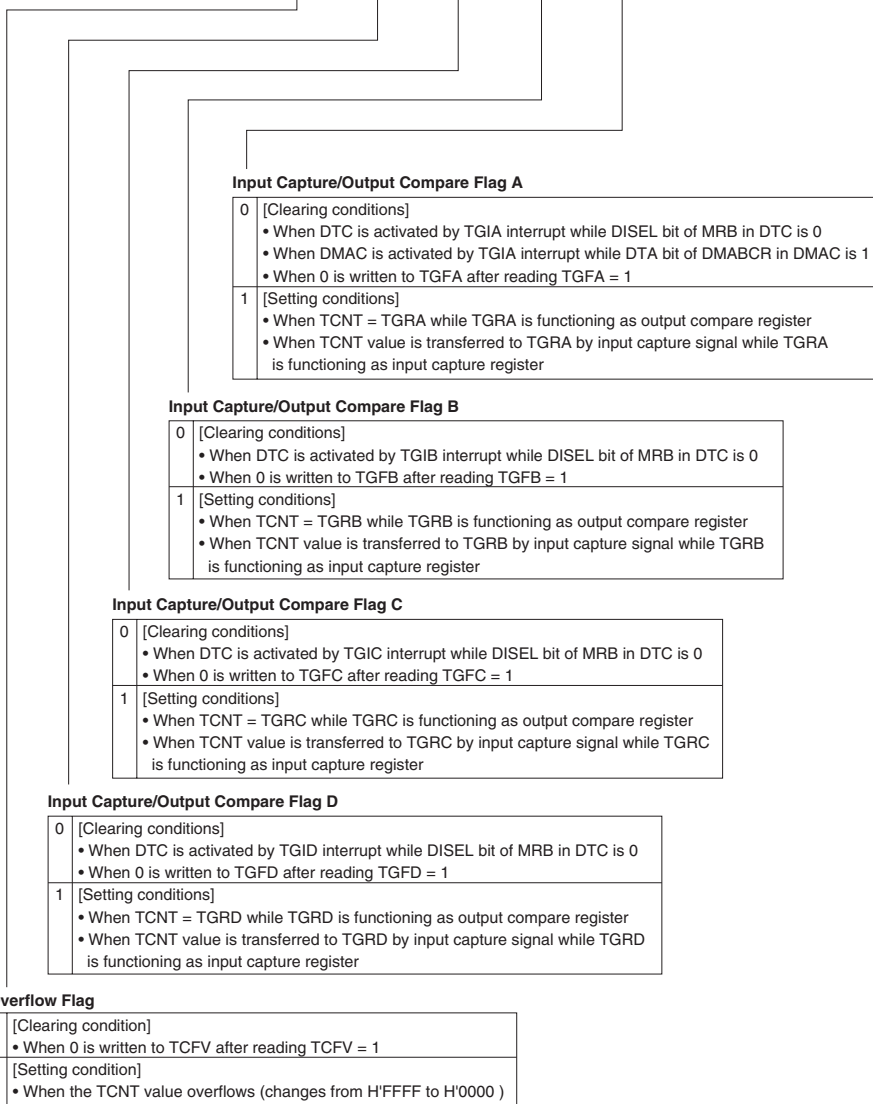 Input Capture/Output Compare Flag A
0 [Clearing conditions]
• When DTC is activated by TGIA interrupt while DISEL bit of MRB in DTC is 0
• When DMAC is activated by TGIA interrupt while DTA bit of DMABCR in DMAC is 1
• When 0 is written to TGFA after reading TGFA = 1
1 [Setting conditions]
• When TCNT = TGRA while TGRA is functioning as output compare register
• When TCNT value is transferred to TGRA by input capture signal while TGRA
is functioning as input capture register
Input Capture/Output Compare Flag B
0 [Clearing conditions]
• When DTC is activated by TGIB interrupt while DISEL bit of MRB in DTC is 0
• When 0 is written to TGFB after reading TGFB = 1
1 [Setting conditions]
• When TCNT = TGRB while TGRB is functioning as output compare register
• When TCNT value is transferred to TGRB by input capture signal while TGRB
is functioning as input capture register
Input Capture/Output Compare Flag C
0 [Clearing conditions]
• When DTC is activated by TGIC interrupt while DISEL bit of MRB in DTC is 0
• When 0 is written to TGFC after reading TGFC = 1
1 [Setting conditions]
• When TCNT = TGRC while TGRC is functioning as output compare register
• When TCNT value is transferred to TGRC by input capture signal while TGRC
is functioning as input capture register
Input Capture/Output Compare Flag D
0 [Clearing conditions]
• When DTC is activated by TGID interrupt while DISEL bit of MRB in DTC is 0
• When 0 is written to TGFD after reading TGFD = 1
1 [Setting conditions]
• When TCNT = TGRD while TGRD is functioning as output compare register
• When TCNT value is transferred to TGRD by input capture signal while TGRD
is functioning as input capture register
verflow Flag
[Clearing condition]
• When 0 is written to TCFV after reading TCFV = 1
[Setting condition]
• When the TCNT value overflows (changes from H'FFFF to H'0000 )